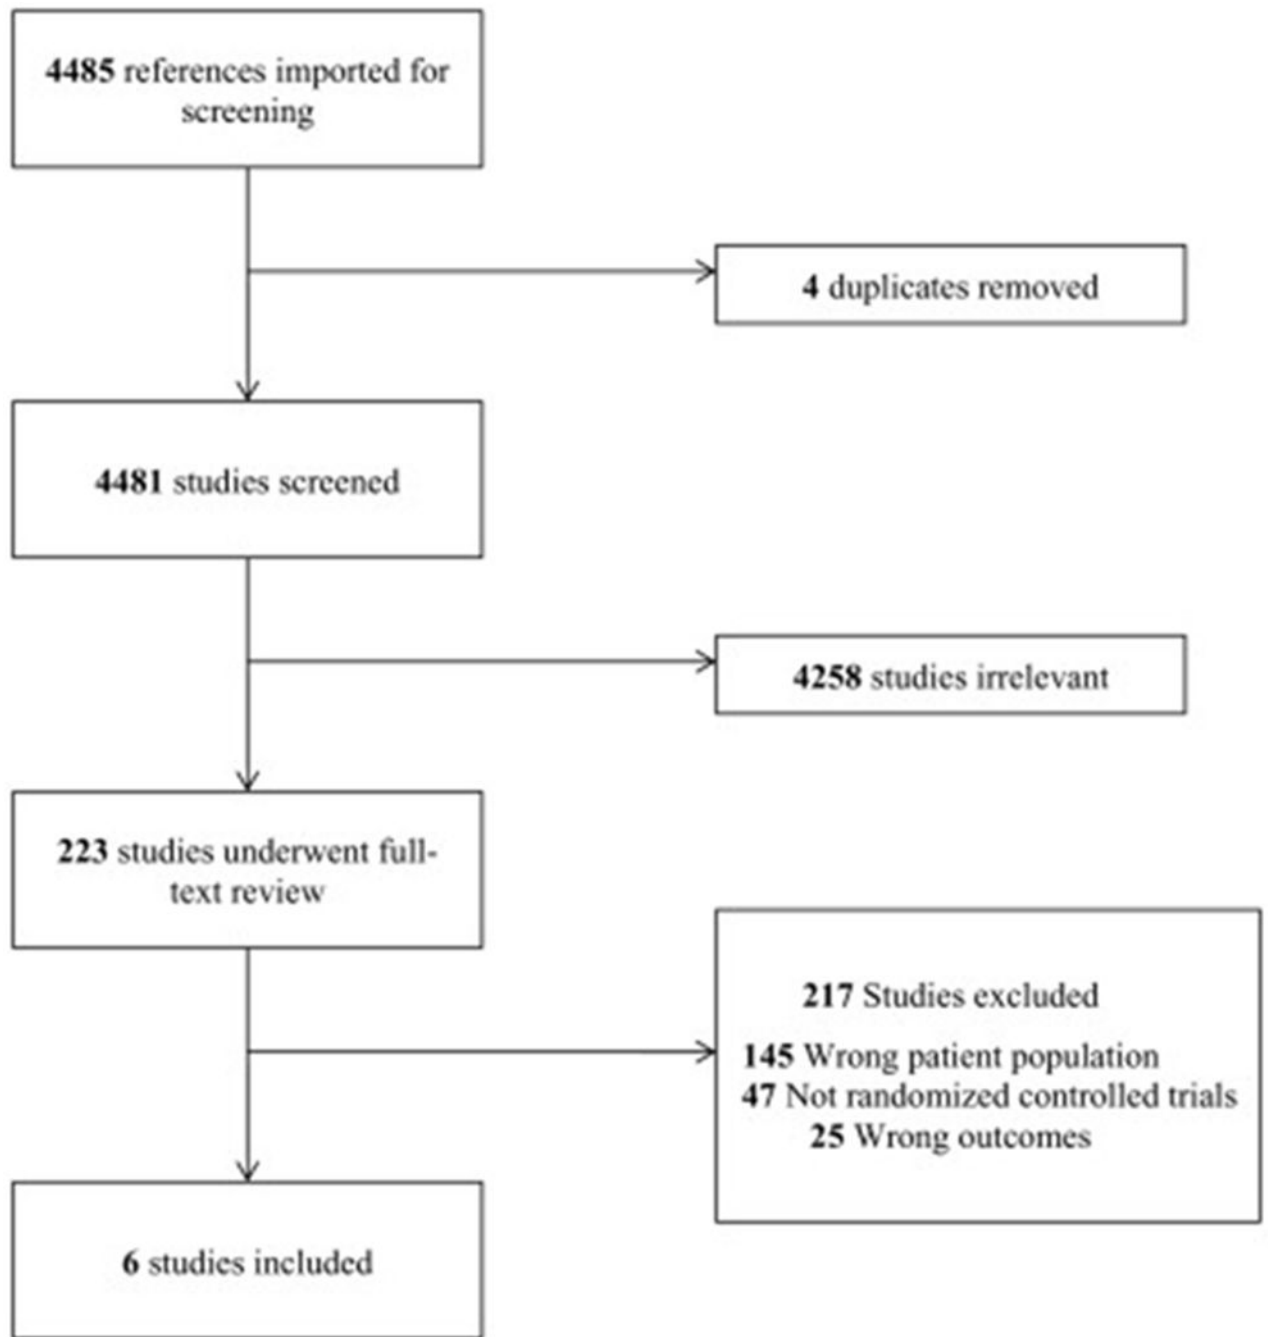 4485 references imported for
screening
4 duplicates removed
4481 studies screened
4258 studies irrelevant
223 studies underwent full-
text review
217 Studies excluded
145 Wrong patient population
47 Not randomized controlled trials
25 Wrong outcomes
6 studies included